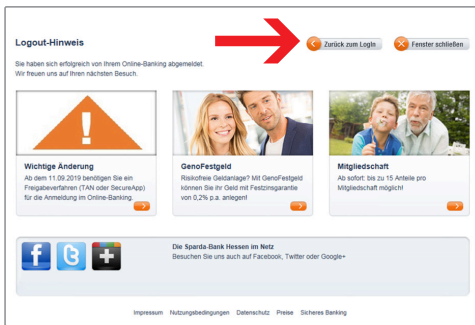 Logout-Hinweis
Zurück zum Login
Fenster schließen
Sie haben sich erfolgreich von Ihrem Online-Banking abgemeldet.
Wir freuen uns auf Ihren nächsten Besuch.
Wichtige Änderung
Ab dem 11.09.2019 benötigen Sie ein
Freigabeverfahren (TAN oder SecureApp)
für die Anmeldung im Online-Banking.
GenoFestgeld
Risikofreie Geldanlage? Mit GenoFestgeld
können Sie ihr Geld mit Festzinsgarantie
von 0,2% p.a. anlegen!
Mitgliedschaft
Ab sofort: bis zu 15 Anteile pro
Mitgliedschaft möglich!
Die Sparda-Bank Hessen im Netz
Besuchen Sie uns auch auf Facebook, Twitter oder Google+
Impressum Nutzungsbedingungen Datenschutz Preise Sicheres Banking